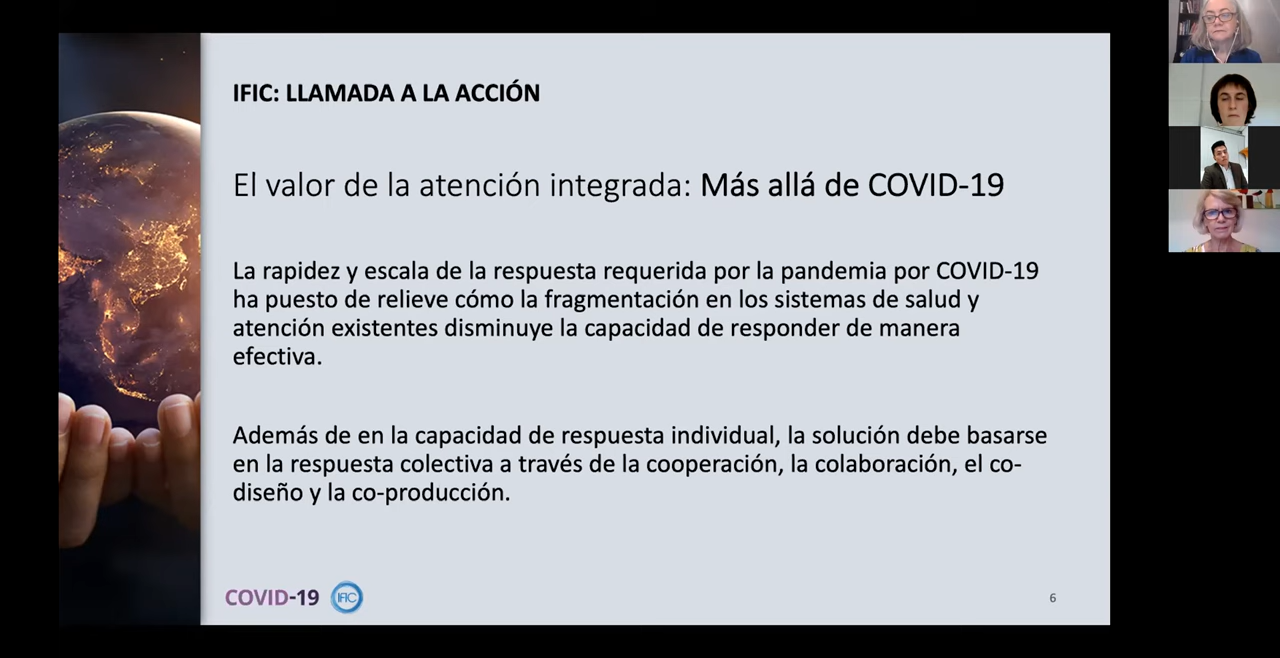 IFIC: LLAMADA A LA ACCIÓN
El valor de la atención integrada: Más allá de COVID-19
La rapidez y escala de la respuesta requerida por la pandemia por COVID-19
ha puesto de relieve cómo la fragmentación en los sistemas de salud y
atención existentes disminuye la capacidad de responder de manera
efectiva.
Además de en la capacidad de respuesta individual, la solución debe basarse
en la respuesta colectiva a través de la cooperación, la colaboración, el co-
diseño y la co-producción.
COVID-19 IFIC
6